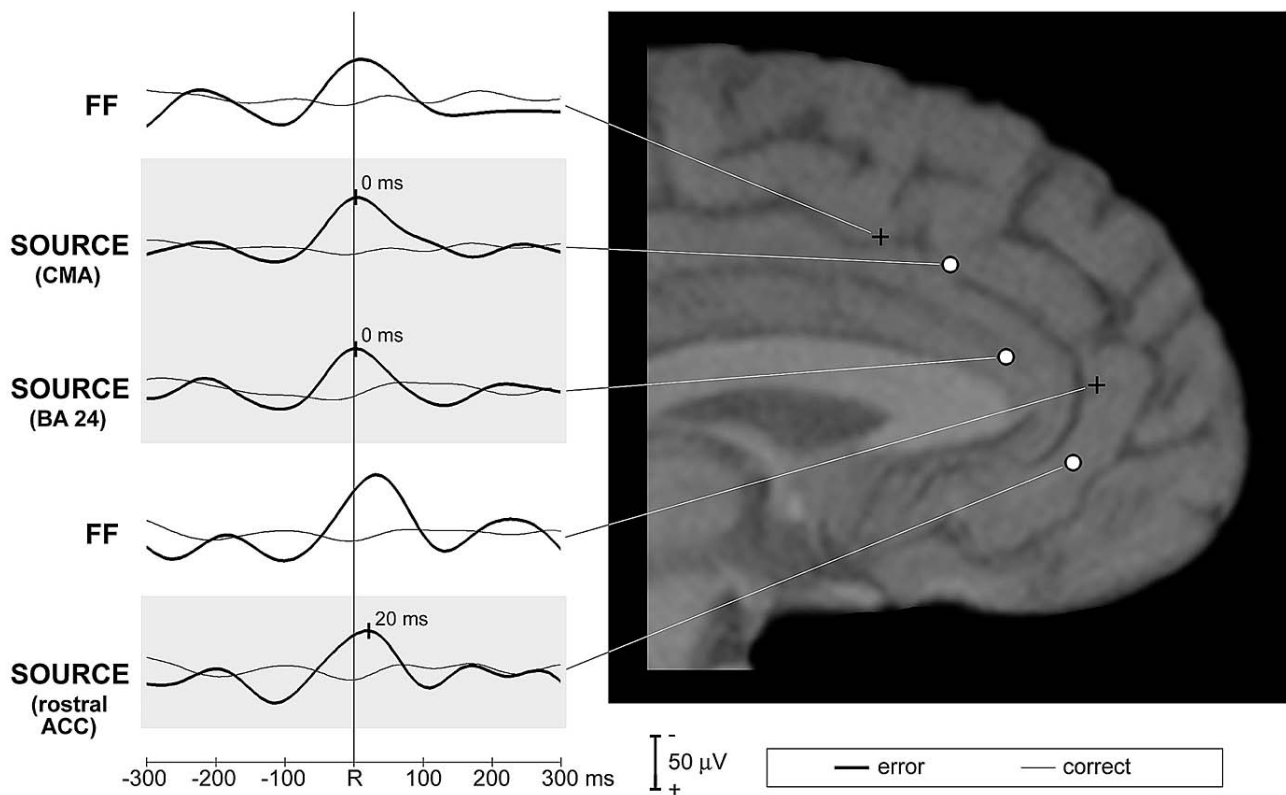 FF
0 ms
SOURCE
(CMA)
0 ms
SOURCE
(BA 24)
FF
20 ms
SOURCE
(rostral
ACC)
-300 -200 -100 R 100 200 300 ms
-
50 μV
+
error correct